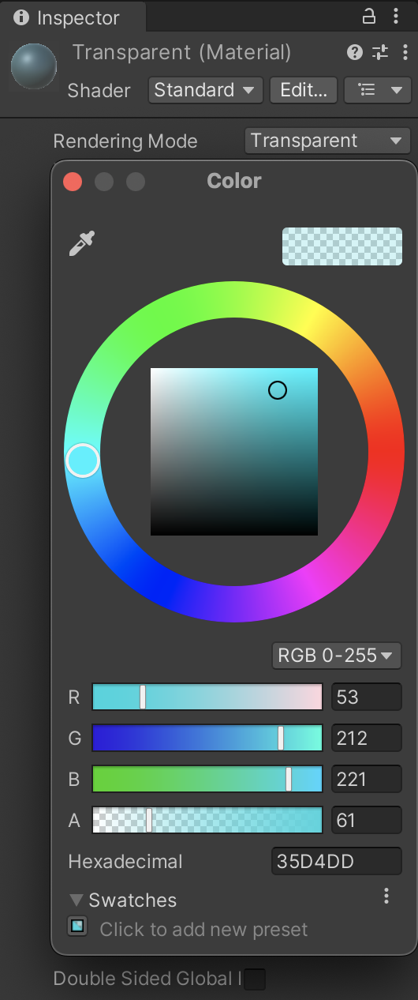 Inspector
Transparent (Material)
Shader Standard Edit...
Rendering Mode Transparent
Color
RGB 0-255
R 53
G 212
B 221
A 61
Hexadecimal 35D4DD
Swatches
Click to add new preset
Double Sided Global I